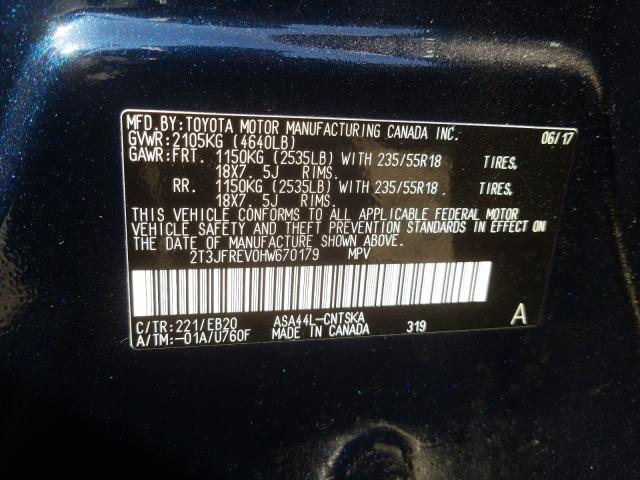 MFD.BY:TOYOTA MOTOR MANUFACTURING CANADA INC. 06/17
GVWR:2105KG (4640LB)
GAWR:FRT. 1150KG (2535LB) WITH 235/55R18 TIRES,
18X7. 5J RIMS.
RR. 1150KG (2535LB) WITH 235/55R18 TIRES,
18X7. 5J RIMS.
THIS VEHICLE CONFORMS TO ALL APPLICABLE FEDERAL MOTOR
VEHICLE SAFETY AND THEFT PREVENTION STANDARDS IN EFFECT ON
THE DATE OF MANUFACTURE SHOWN ABOVE.
2T3JFREV0HW670179 MPV
C/TR:221/EB20 ASA44L-CNTSKA
A/TM:-01A/U760F MADE IN CANADA 319 A